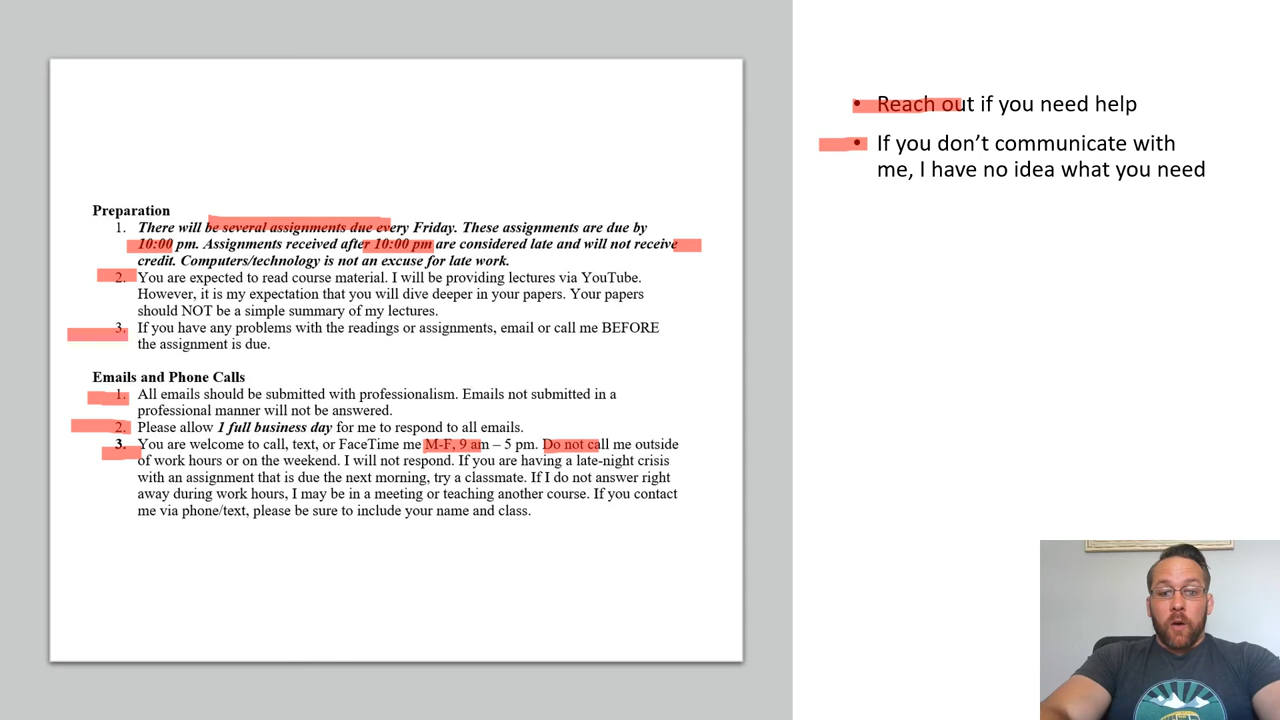 Preparation
1. There will be several assignments due every Friday. These assignments are due by
10:00 pm. Assignments received after 10:00 pm are considered late and will not receive
credit. Computers/technology is not an excuse for late work.
2. You are expected to read course material. I will be providing lectures via YouTube.
However, it is my expectation that you will dive deeper in your papers. Your papers
should NOT be a simple summary of my lectures.
3. If you have any problems with the readings or assignments, email or call me BEFORE
the assignment is due.
Emails and Phone Calls
1. All emails should be submitted with professionalism. Emails not submitted in a
professional manner will not be answered.
2. Please allow 1 full business day for me to respond to all emails.
3. You are welcome to call, text, or FaceTime me M-F, 9 am – 5 pm. Do not call me outside
of work hours or on the weekend. I will not respond. If you are having a late-night crisis
with an assignment that is due the next morning, try a classmate. If I do not answer right
away during work hours, I may be in a meeting or teaching another course. If you contact
me via phone/text, please be sure to include your name and class.
• Reach out if you need help
• If you don’t communicate with
me, I have no idea what you need